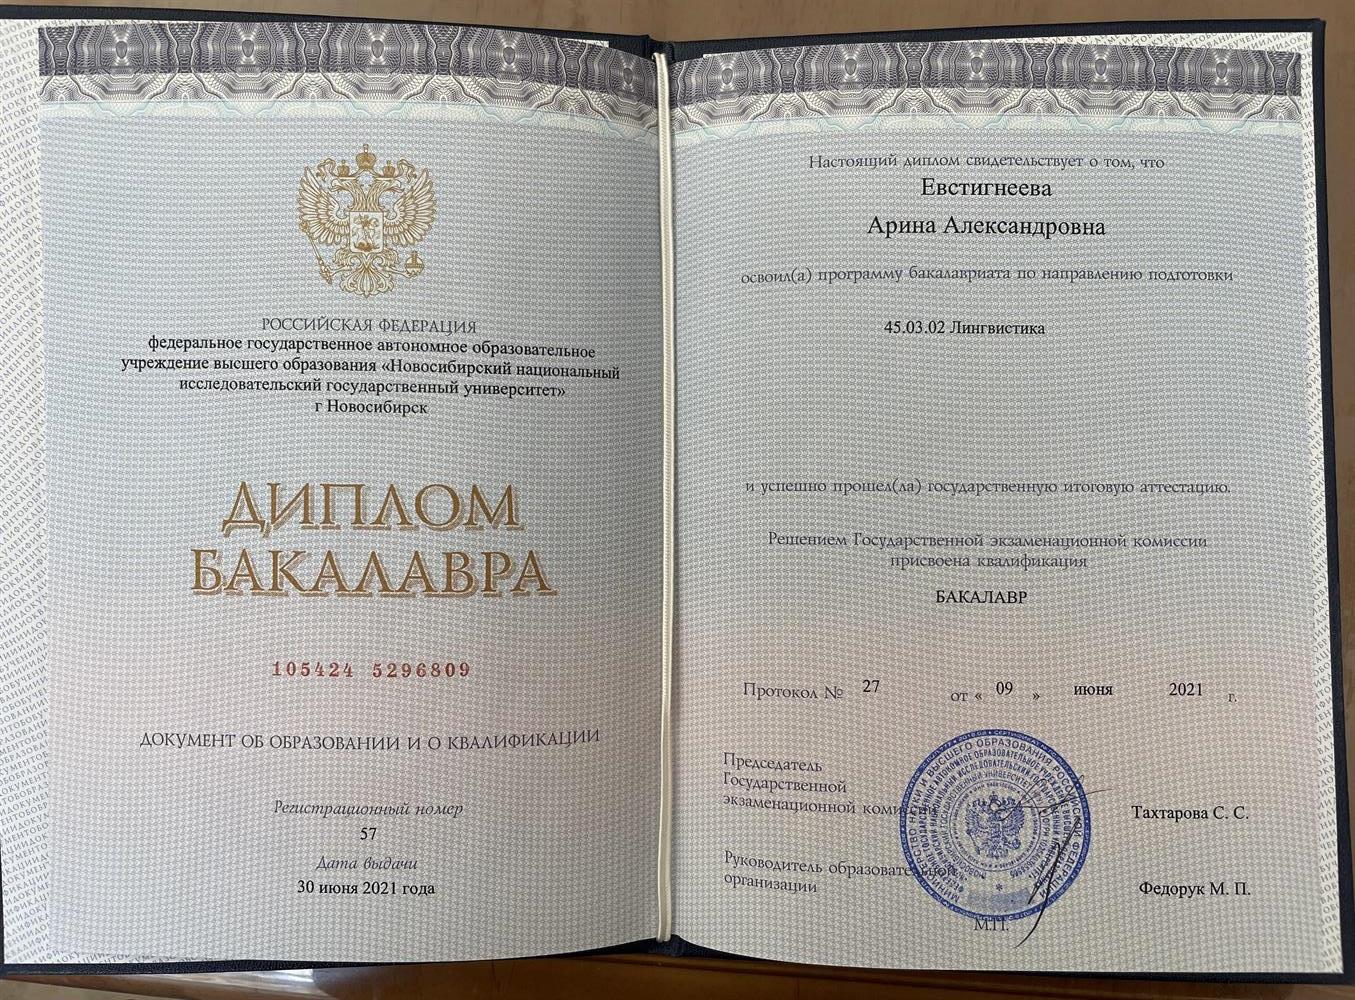 РОССИЙСКАЯ ФЕДЕРАЦИЯ
федеральное государственное автономное образовательное
учреждение высшего образования «Новосибирский национальный
исследовательский государственный университет»
г Новосибирск
ДИПЛОМ
БАКАЛАВРА
105424 5296809
ДОКУМЕНТ ОБ ОБРАЗОВАНИИ И О КВАЛИФИКАЦИИ
Регистрационный номер
57
Дата выдачи
30 июня 2021 года
Настоящий диплом свидетельствует о том, что
Евстигнеева
Арина Александровна
освоил(а) программу бакалавриата по направлению подготовки
45.03.02 Лингвистика
и успешно прошел(ла) государственную итоговую аттестацию.
Решением Государственной экзаменационной комиссии
присвоена квалификация
БАКАЛАВР
Протокол № 27 от « 09 » июня 2021 г.
Председатель
Государственной
экзаменационной комиссии
Тахтарова С. С.
Руководитель образовательной
организации
Федорук М. П.
М.П.